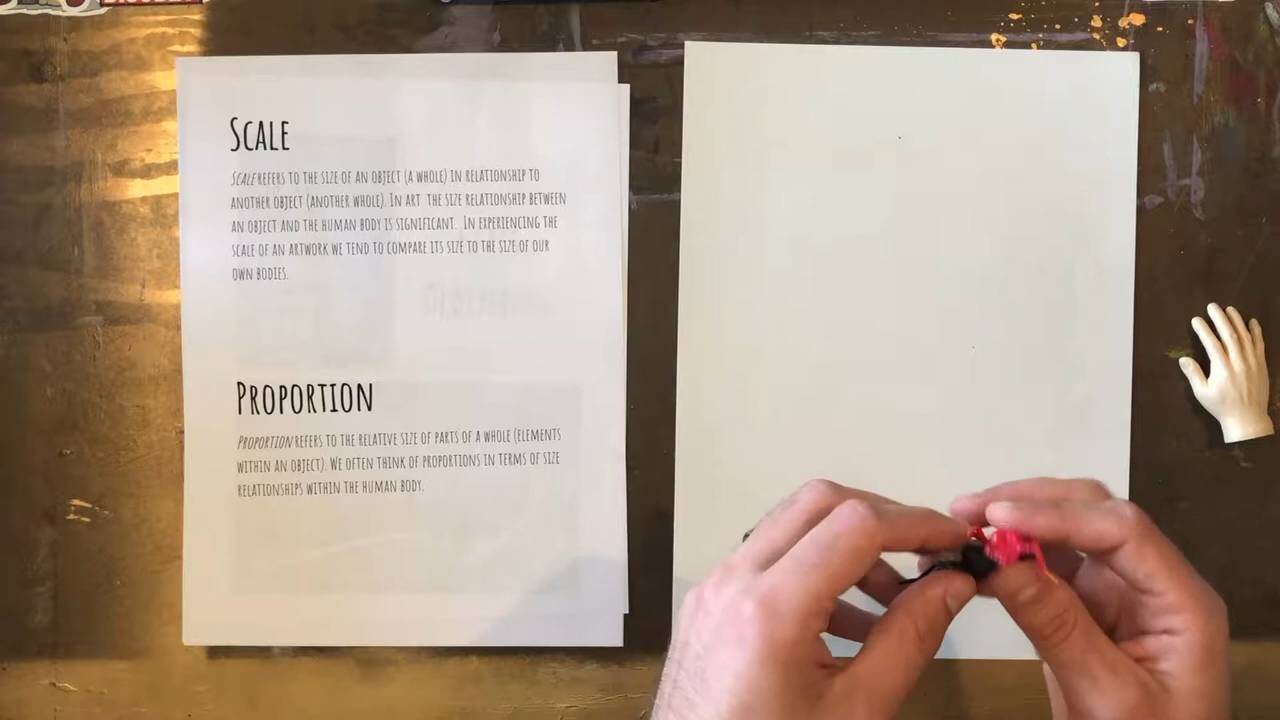 SCALE
SCALE REFERS TO THE SIZE OF AN OBJECT (A WHOLE) IN RELATIONSHIP TO
ANOTHER OBJECT (ANOTHER WHOLE). IN ART THE SIZE RELATIONSHIP BETWEEN
AN OBJECT AND THE HUMAN BODY IS SIGNIFICANT. IN EXPERIENCING THE
SCALE OF AN ARTWORK WE TEND TO COMPARE ITS SIZE TO THE SIZE OF OUR
OWN BODIES.
PROPORTION
PROPORTION REFERS TO THE RELATIVE SIZE OF PARTS OF A WHOLE (ELEMENTS
WITHIN AN OBJECT). WE OFTEN THINK OF PROPORTIONS IN TERMS OF SIZE
RELATIONSHIPS WITHIN THE HUMAN BODY.